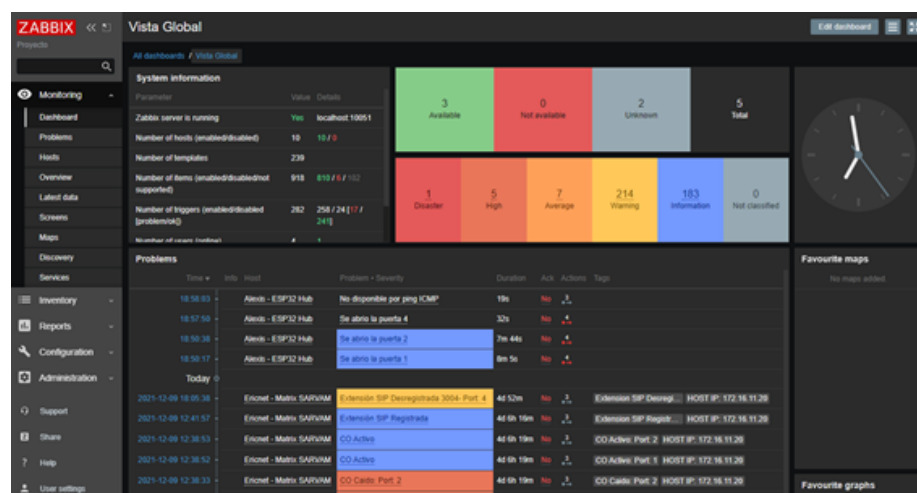 ZABBIX
Proyects
Monitoring
Dashboard
Problems
Hosts
Overview
Latest data
Screens
Maps
Discovery
Services
Inventory
Reports
Configuration
Administration
Support
Share
Help
User settings
Vista Global
Edit dashboard
All dashboards / Vista Global
System information
Parameter Value Details
Zabbix server is running Yes localhost:10051
Number of hosts (enabled/disabled) 10 10 / 0
Number of templates 239
Number of items (enabled/disabled/not supported) 918 810 / 6 / 102
Number of triggers (enabled/disabled [problem/ok]) 282 258 / 24 [17 / 241]
Number of users (online) 4 1
3 Available
0 Not available
2 Unknown
5 Total
1 Disaster
5 High
7 Average
214 Warning
183 Information
0 Not classified
Problems
Time Info Host Problem • Severity Duration Ack Actions Tags
18:58:03 Alexis - ESP32 Hub No disponible por ping ICMP 19s No 3
18:57:50 Alexis - ESP32 Hub Se abrio la puerta 4 32s No 4
18:50:38 Alexis - ESP32 Hub Se abrio la puerta 2 7m 44s No 4
18:50:17 Alexis - ESP32 Hub Se abrio la puerta 1 8m 5s No 4
Today
2021-12-09 18:05:38 Ericnet - Matrix SARVAM Extensión SIP Desregistrada 3004- Port: 4 4d 52m No 3 Extension SIP Desregi... HOST IP: 172.16.11.20
2021-12-09 12:41:57 Ericnet - Matrix SARVAM Extensión SIP Registrada 4d 6h 19m No 3 Extension SIP Registr... HOST IP: 172.16.11.20
2021-12-09 12:38:53 Ericnet - Matrix SARVAM CO Activo 4d 6h 19m No 3 CO Activo: Port: 2 HOST IP: 172.16.11.20
2021-12-09 12:38:52 Ericnet - Matrix SARVAM CO Activo 4d 6h 19m No 3 CO Activo: Port: 1 HOST IP: 172.16.11.20
2021-12-09 12:38:33 Ericnet - Matrix SARVAM CO Caido: Port: 2 4d 6h 19m No 3 CO Caido: Port: 2 HOST IP: 172.16.11.20
Favourite maps
No maps added.
Favourite graphs